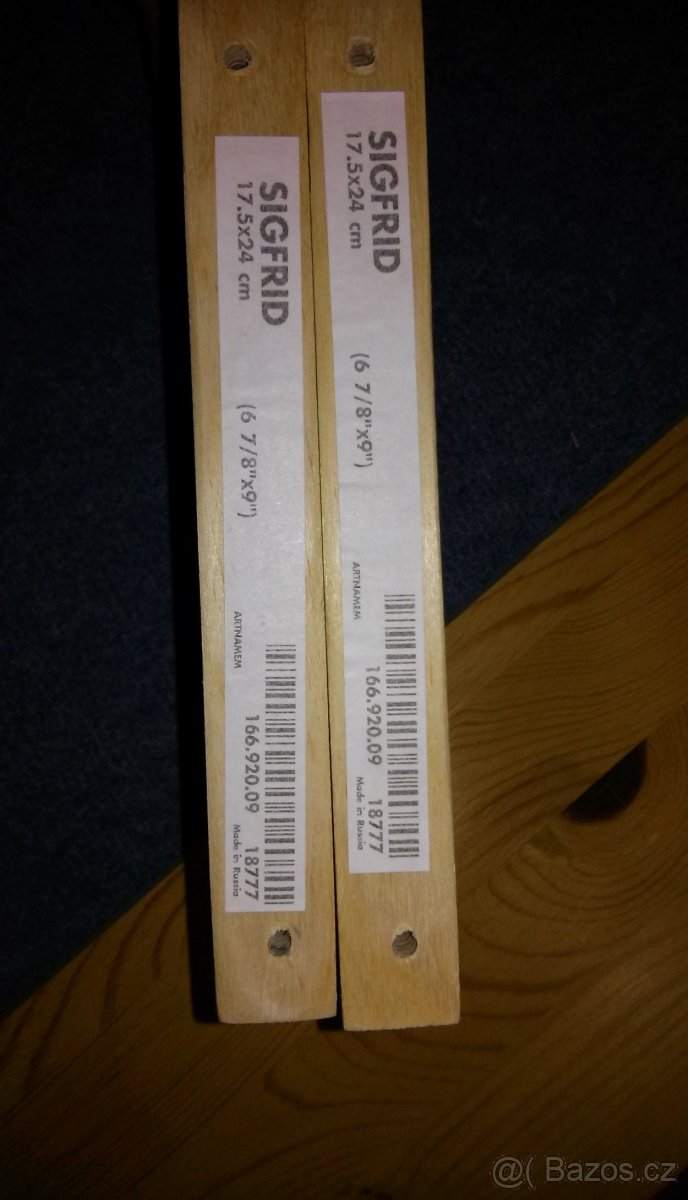 SIGFRID
17.5x24 cm
(6 7/8"x9")
ARTNAMEM
166.920.09
18777
Made in Russia
SIGFRID
17.5x24 cm
(6 7/8"x9")
ARTNAMEM
166.920.09
18777
Made in Russia
@( Bazos.cz